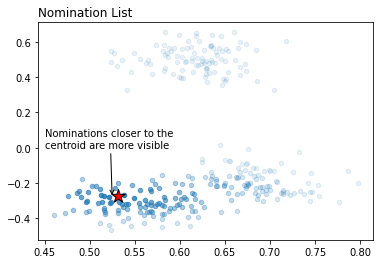 Nomination List
0.6
0.4
0.2
0.0
−0.2
−0.4
Nominations closer to the
centroid are more visible
0.45 0.50 0.55 0.60 0.65 0.70 0.75 0.80